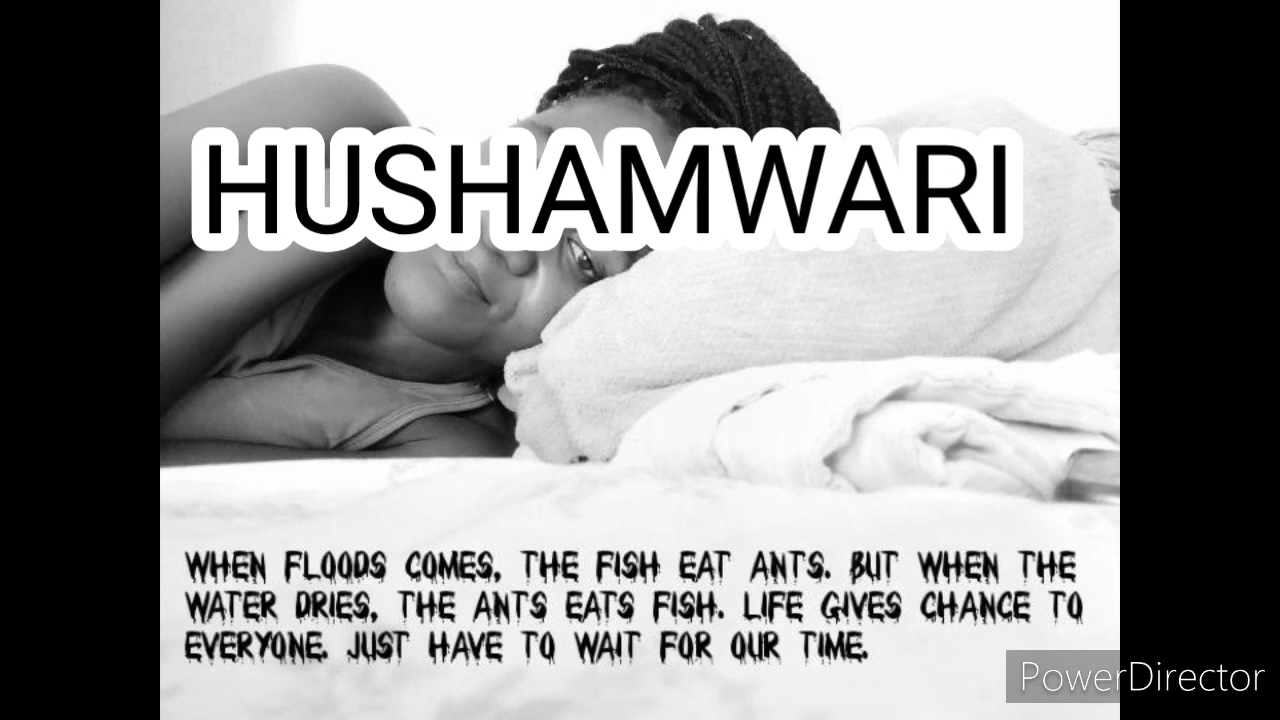 HUSHAMWARI
WHEN FLOODS COMES, THE FISH EAT ANTS. BUT WHEN THE
WATER DRIES, THE ANTS EATS FISH. LIFE GIVES CHANCE TO
EVERYONE. JUST HAVE TO WAIT FOR OUR TIME.
PowerDirector